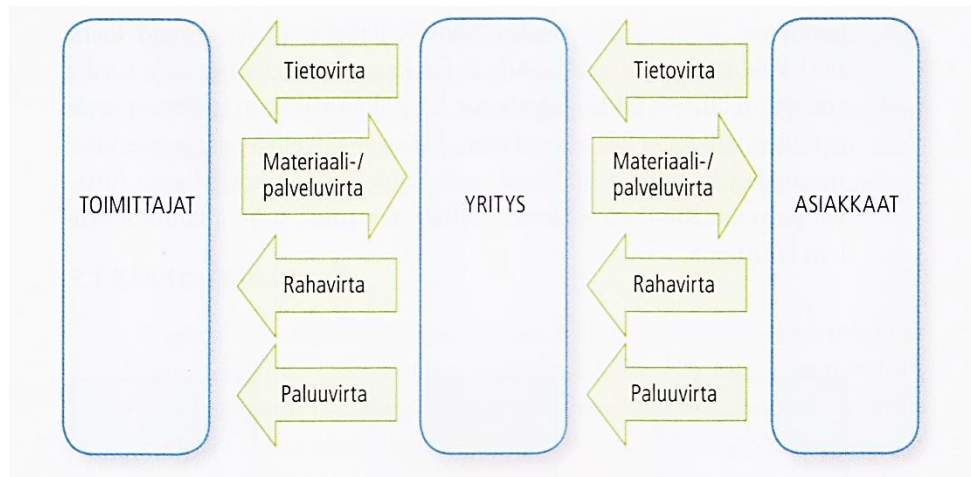 Tietovirta
Tietovirta
Materiaali-/
palveluvirta
Materiaali-/
palveluvirta
TOIMITTAJAT
YRITYS
ASIAKKAAT
Rahavirta
Rahavirta
Paluuvirta
Paluuvirta